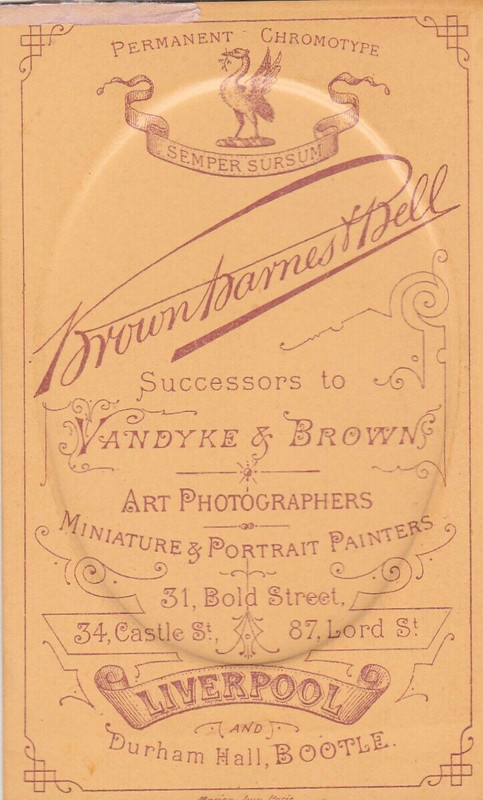 PERMANENT CHROMOTYPE
SEMPER SURSUM
Brown Barnes & Bell
Successors to
VANDYKE & BROWN
ART PHOTOGRAPHERS
MINIATURE & PORTRAIT PAINTERS
31, Bold Street,
34, Castle St, 87, Lord St
LIVERPOOL
AND
Durham Hall, BOOTLE.